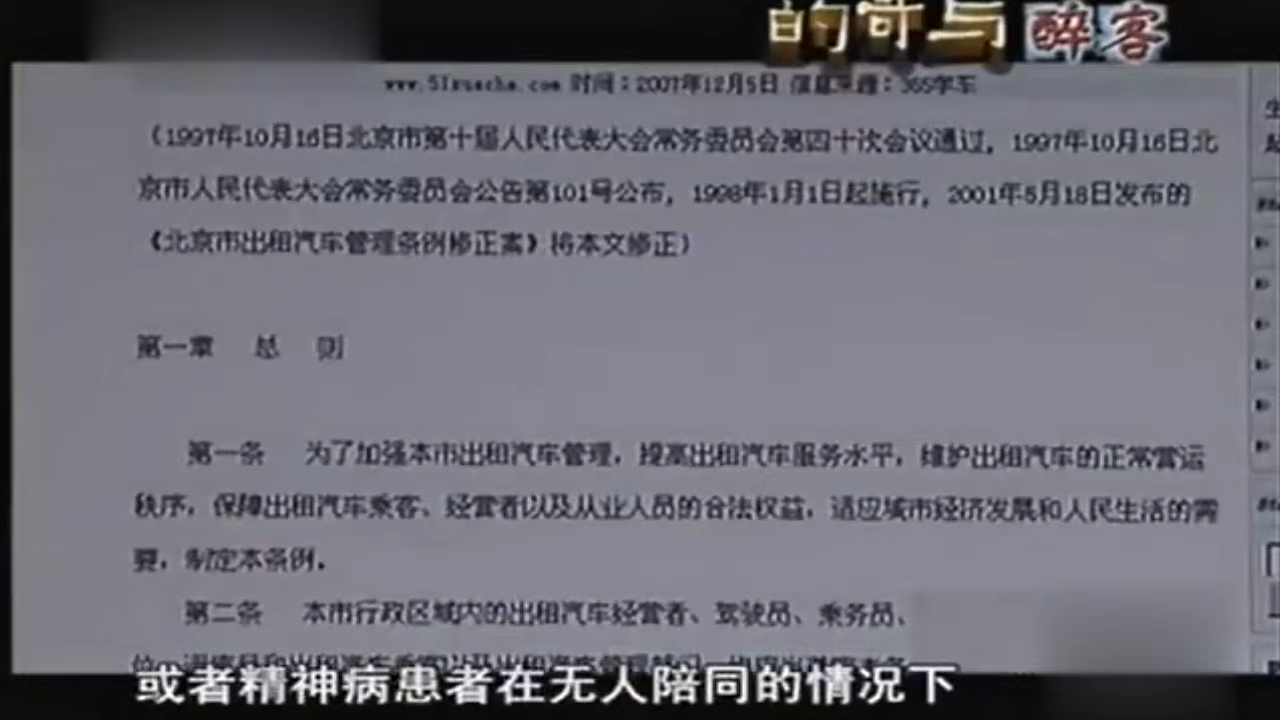 的哥与醉客
时间：2007年12月5日 信息来源：365学车
（1997年10月16日北京市第十届人民代表大会常务委员会第四十次会议通过，1997年10月16日北
京市人民代表大会常务委员会公告第101号公布，1998年1月1日起施行，2001年5月18日发布的
《北京市出租汽车管理条例修正案》将本文修正）
第一章 总 则
第一条 为了加强本市出租汽车管理，提高出租汽车服务水平，维护出租汽车的正常营运
秩序，保障出租汽车乘客、经营者以及从业人员的合法权益，适应城市经济发展和人民生活的需
要，制定本条例。
第二条 本市行政区域内的出租汽车经营者、驾驶员、乘务员、
或者精神病患者在无人陪同的情况下